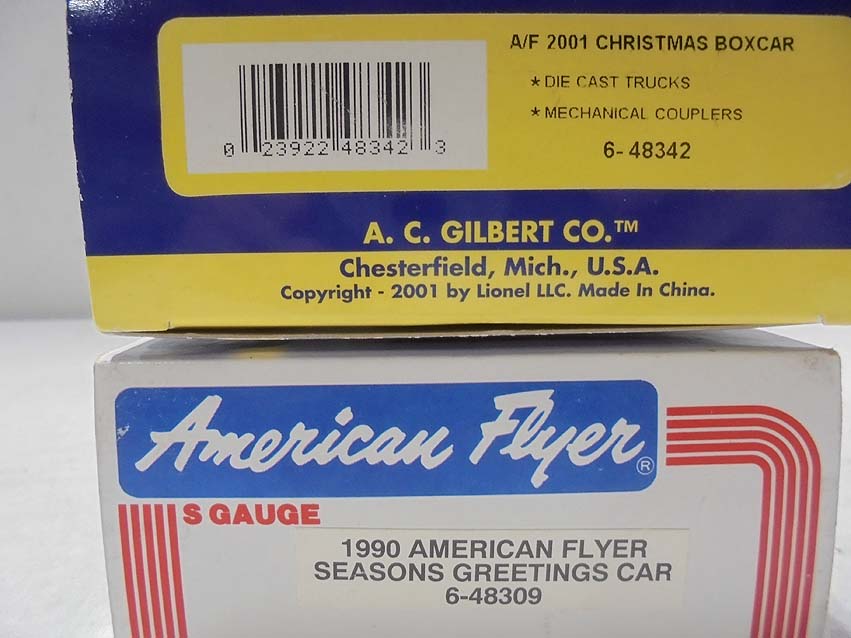 A/F 2001 CHRISTMAS BOXCAR
* DIE CAST TRUCKS
* MECHANICAL COUPLERS
6-48342
0 23922 48342 3
A. C. GILBERT CO.™
Chesterfield, Mich., U.S.A.
Copyright - 2001 by Lionel LLC. Made In China.
American Flyer®
S GAUGE
1990 AMERICAN FLYER
SEASONS GREETINGS CAR
6-48309